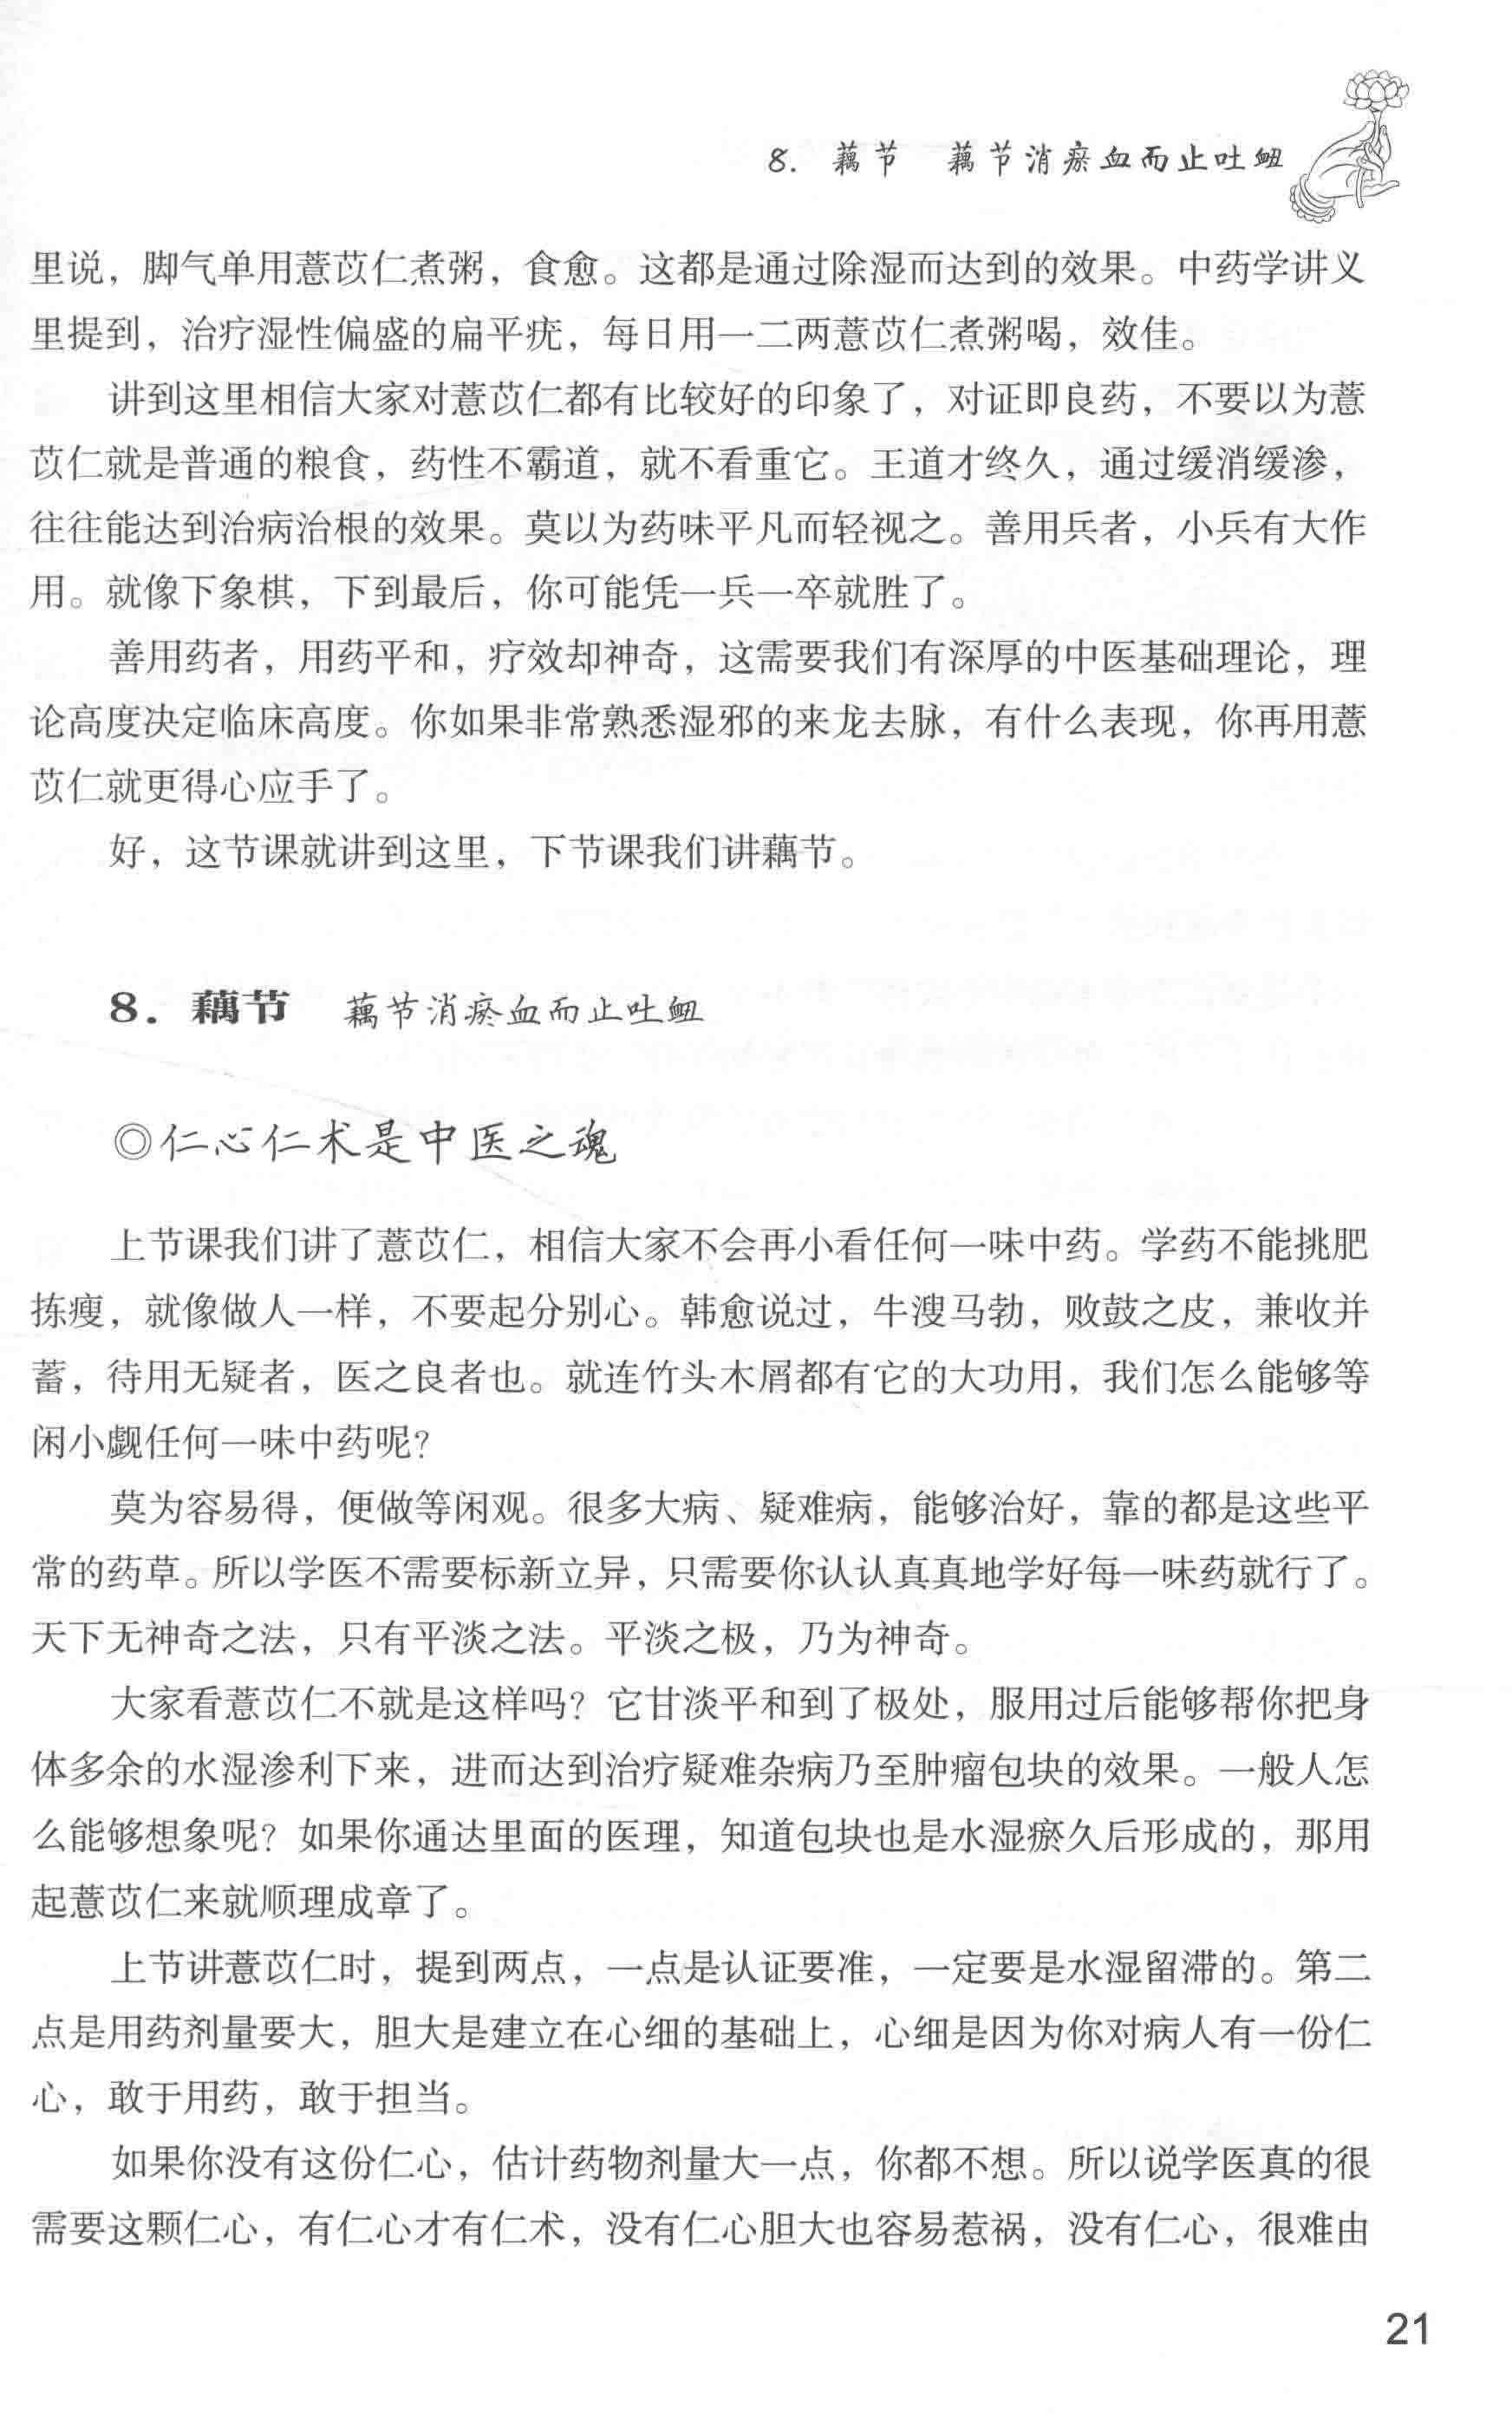 8. 藕节 藕节消瘀血而止吐衄
里说，脚气单用薏苡仁煮粥，食愈。这都是通过除湿而达到的效果。中药学讲义
里提到，治疗湿性偏盛的扁平疣，每日用一二两薏苡仁煮粥喝，效佳。
讲到这里相信大家对薏苡仁都有比较好的印象了，对证即良药，不要以为薏
苡仁就是普通的粮食，药性不霸道，就不看重它。王道才终久，通过缓消缓渗，
往往能达到治病治根的效果。莫以为药味平凡而轻视之。善用兵者，小兵有大作
用。就像下象棋，下到最后，你可能凭一兵一卒就胜了。
善用药者，用药平和，疗效却神奇，这需要我们有深厚的中医基础理论，理
论高度决定临床高度。你如果非常熟悉湿邪的来龙去脉，有什么表现，你再用薏
苡仁就更得心应手了。
好，这节课就讲到这里，下节课我们讲藕节。
8. 藕节 藕节消瘀血而止吐衄
◎仁心仁术是中医之魂
上节课我们讲了薏苡仁，相信大家不会再小看任何一味中药。学药不能挑肥
拣瘦，就像做人一样，不要起分别心。韩愈说过，牛溲马勃，败鼓之皮，兼收并
蓄，待用无疑者，医之良者也。就连竹头木屑都有它的大功用，我们怎么能够等
闲小觑任何一味中药呢？
莫为容易得，便做等闲观。很多大病、疑难病，能够治好，靠的都是这些平
常的药草。所以学医不需要标新立异，只需要你认认真真地学好每一味药就行了。
天下无神奇之法，只有平淡之法。平淡之极，乃为神奇。
大家看薏苡仁不就是这样吗？它甘淡平和到了极处，服用过后能够帮你把身
体多余的水湿渗利下来，进而达到治疗疑难杂病乃至肿瘤包块的效果。一般人怎
么能够想象呢？如果你通达里面的医理，知道包块也是水湿瘀久后形成的，那用
起薏苡仁来就顺理成章了。
上节讲薏苡仁时，提到两点，一点是认证要准，一定要是水湿留滞的。第二
点是用药剂量要大，胆大是建立在心细的基础上，心细是因为你对病人有一份仁
心，敢于用药，敢于担当。
如果你没有这份仁心，估计药物剂量大一点，你都不想。所以说学医真的很
需要这颗仁心，有仁心才有仁术，没有仁心胆大也容易惹祸，没有仁心，很难由
21